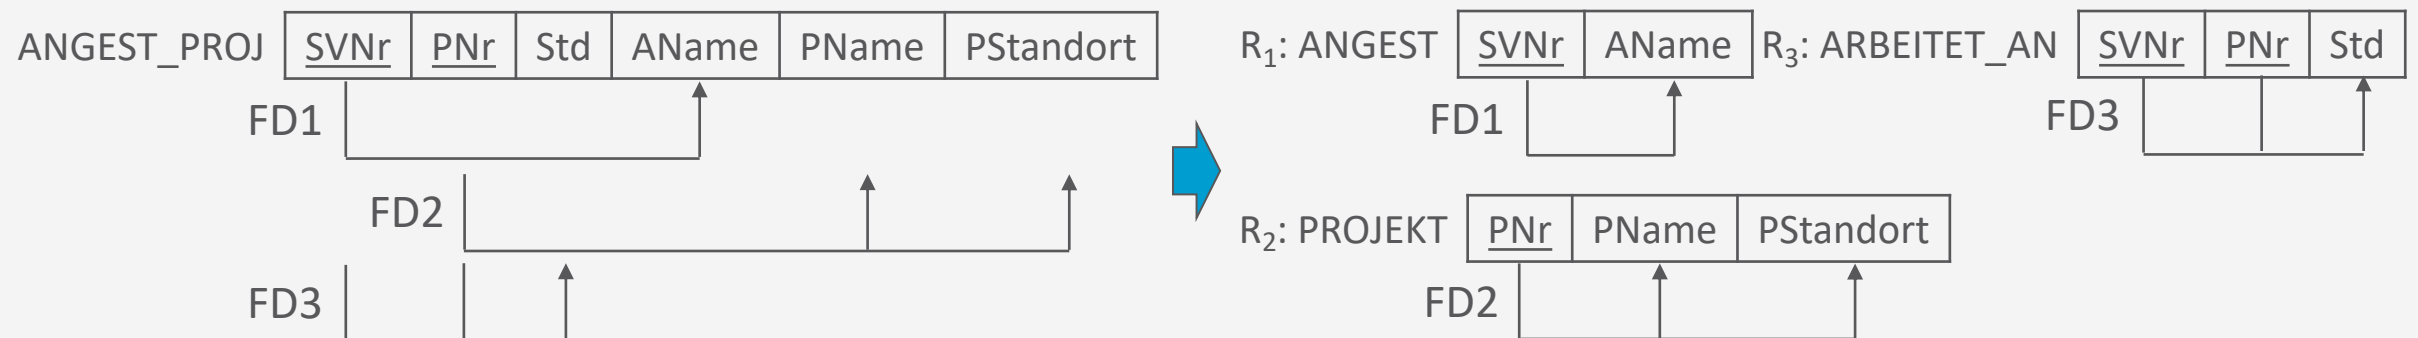 ANGEST_PROJ SVNr PNr Std AName PName PStandort
FD1
FD2
FD3
R1: ANGEST SVNr AName
FD1
R3: ARBEITET_AN SVNr PNr Std
FD3
R2: PROJEKT PNr PName PStandort
FD2